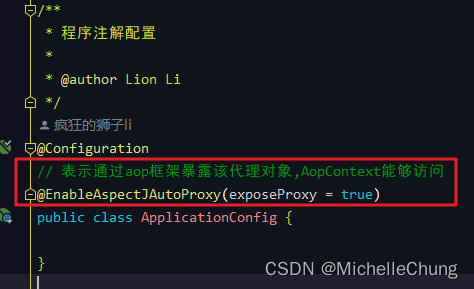 /**
* 程序注解配置
*
* @author Lion Li
*/
疯狂的狮子li
@Configuration
// 表示通过aop框架暴露该代理对象,AopContext能够访问
@EnableAspectJAutoProxy(exposeProxy = true)
public class ApplicationConfig {
}
CSDN @MichelleChung